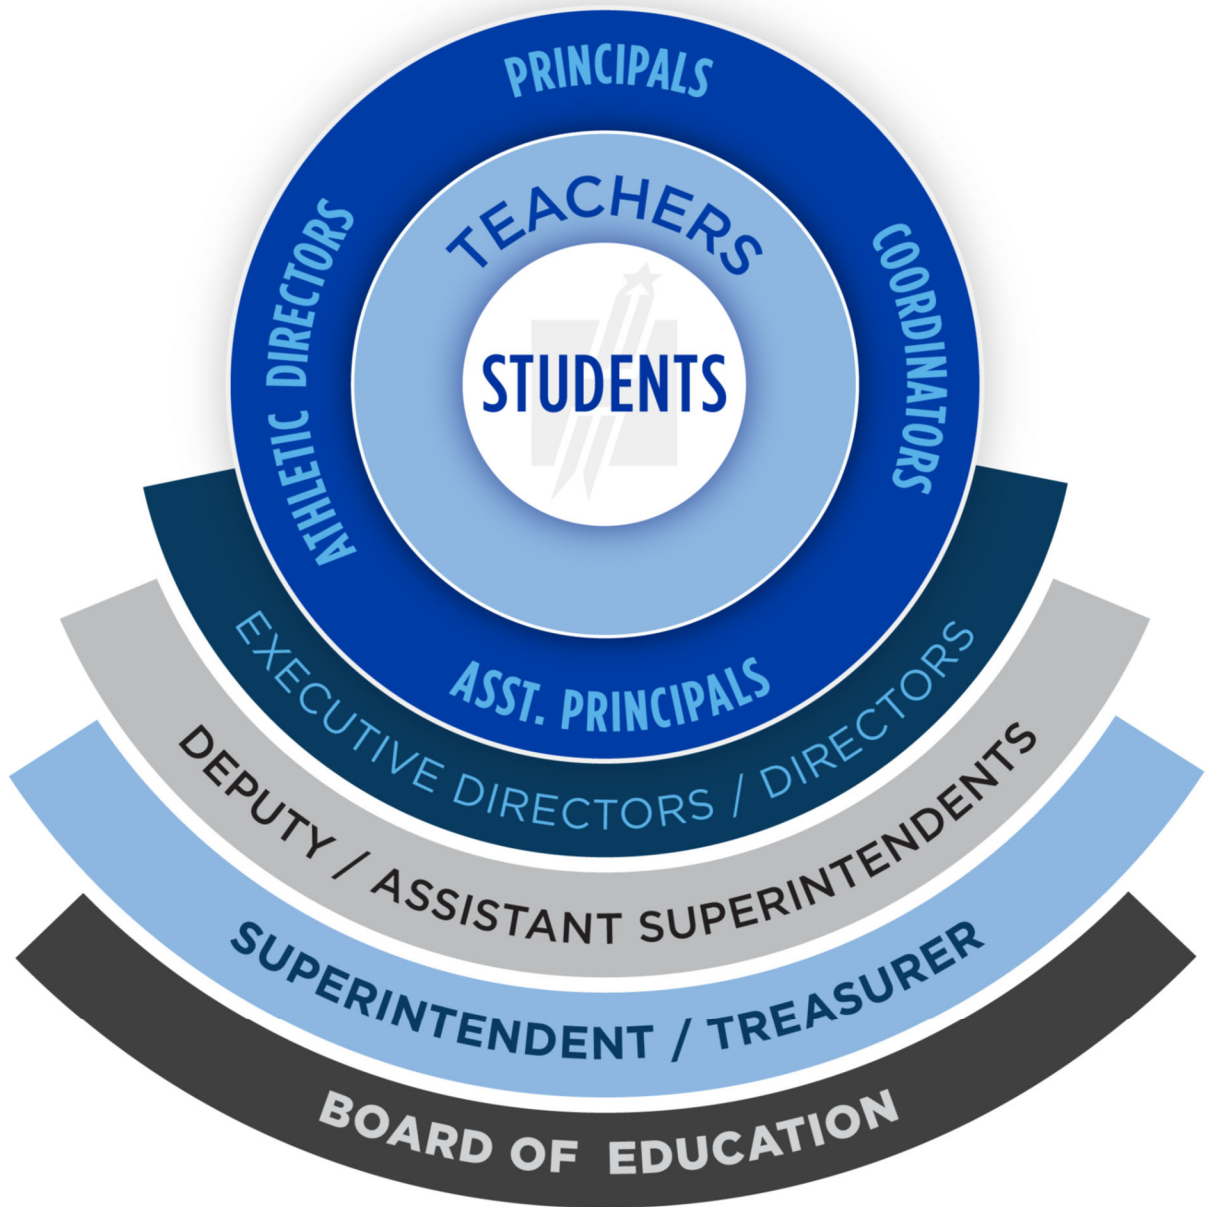 PRINCIPALS
TEACHERS
ATHLETIC DIRECTORS
COORDINATORS
STUDENTS
ASST. PRINCIPALS
EXECUTIVE DIRECTORS / DIRECTORS
DEPUTY / ASSISTANT SUPERINTENDENTS
SUPERINTENDENT / TREASURER
BOARD OF EDUCATION